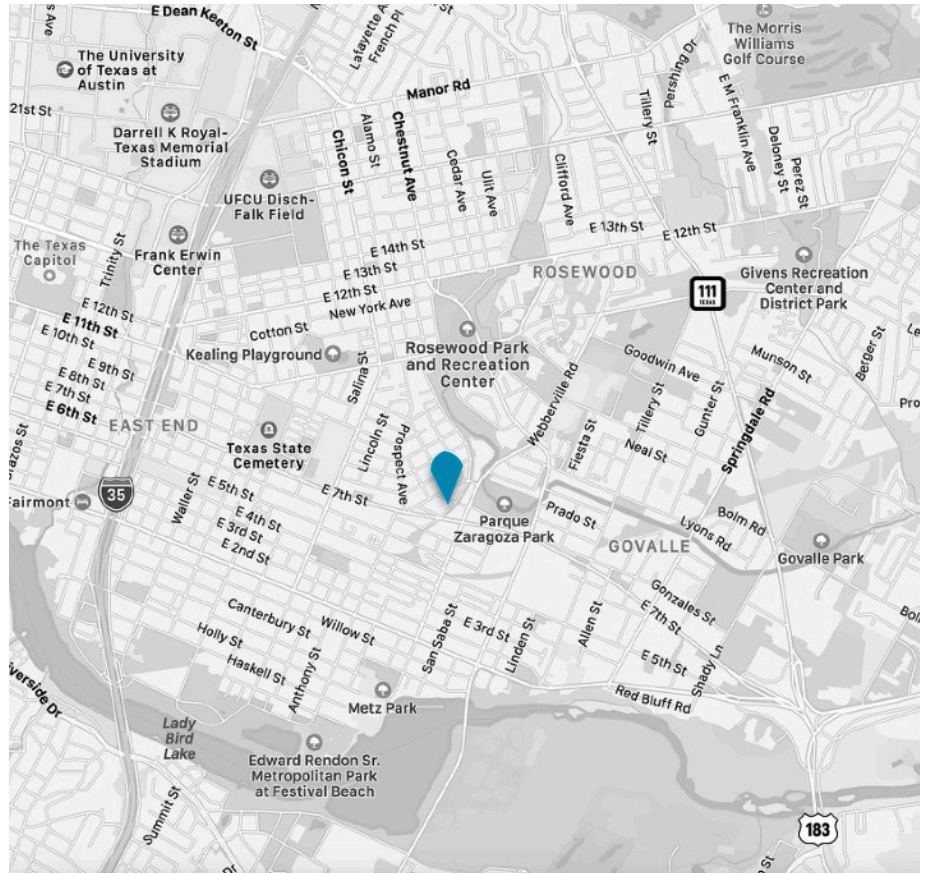 s Ave
E Dean Keeton St
Lafayette A
French Pl
The Morris
Williams
Golf Course
The University
of Texas at
Austin
Pershing Dr
Manor Rd
21st St
Darrell K Royal-
Texas Memorial
Stadium
Chicon St
Alamo St
Chestnut Ave
Cedar Ave
Ulit Ave
Clifford Ave
Tillery St
E M Franklin Ave
Deloney St
Perez St
UFCU Disch-
Falk Field
E 13th St
E 12th St
The Texas
Capitol
Trinity St
Frank Erwin
Center
E 14th St
E 13th St
E 12th St
New York Ave
ROSEWOOD
111
TEXAS
Givens Recreation
Center and
District Park
E 12th St
E 11th St
E 10th St
E 9th St
E 8th St
E 7th St
E 6th St
Cotton St
Kealing Playground
Rosewood Park
and Recreation
Center
Salina St
Goodwin Ave
Munson St
Berger St
Le
Pro
Webberville Rd
EAST END
Texas State
Cemetery
Lincoln St
Prospect Ave
Fiesta St
Tillery St
Neal St
Gunter St
Springdale Rd
Brazos St
Fairmont
35
Waller St
E 5th St
E 4th St
E 3rd St
E 2nd St
E 7th St
Parque
Zaragoza Park
Prado St
GOVALLE
Lyons Rd
Bolm Rd
Govalle Park
Canterbury St
Willow St
Holly St
Haskell St
Anthony St
San Saba St
E 3rd St
Linden St
Allen St
Gonzales St
E 7th St
E 5th St
Shady Ln
Red Bluff Rd
Bol
Metz Park
verside Dr
Lady
Bird
Lake
Edward Rendon Sr.
Metropolitan Park
at Festival Beach
Summit St
Dr
183
St